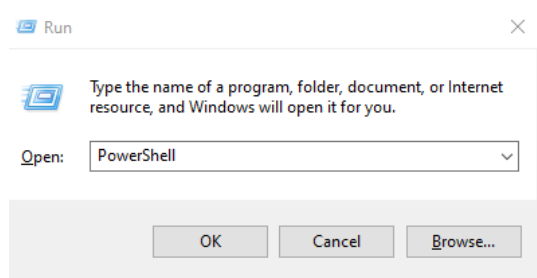 Run
Type the name of a program, folder, document, or Internet
resource, and Windows will open it for you.
Open: PowerShell
OK Cancel Browse...